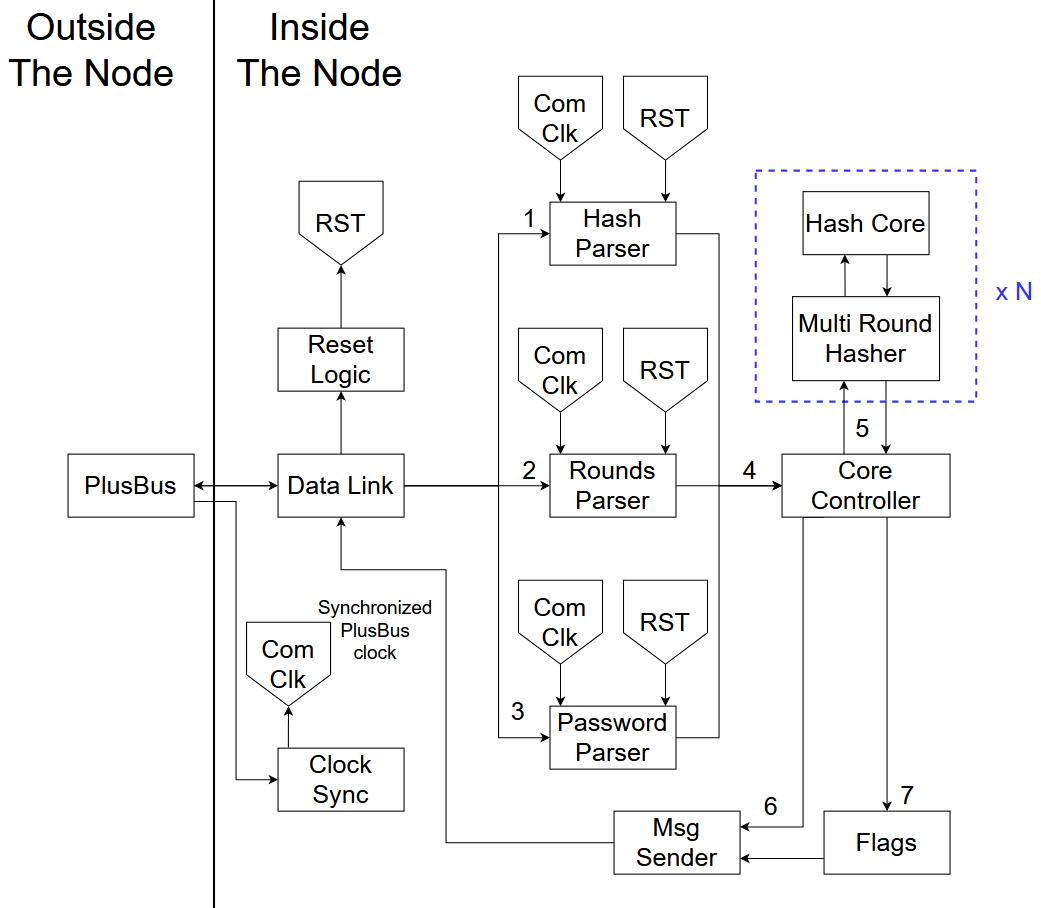 Outside
The Node
Inside
The Node
Com
Clk
RST
RST
1
Hash
Parser
Hash Core
x N
Multi Round
Hasher
Reset
Logic
Com
Clk
RST
5
PlusBus
Data Link
2
Rounds
Parser
4
Core
Controller
Synchronized
PlusBus
clock
Com
Clk
Com
Clk
RST
3
Password
Parser
Clock
Sync
6
7
Msg
Sender
Flags